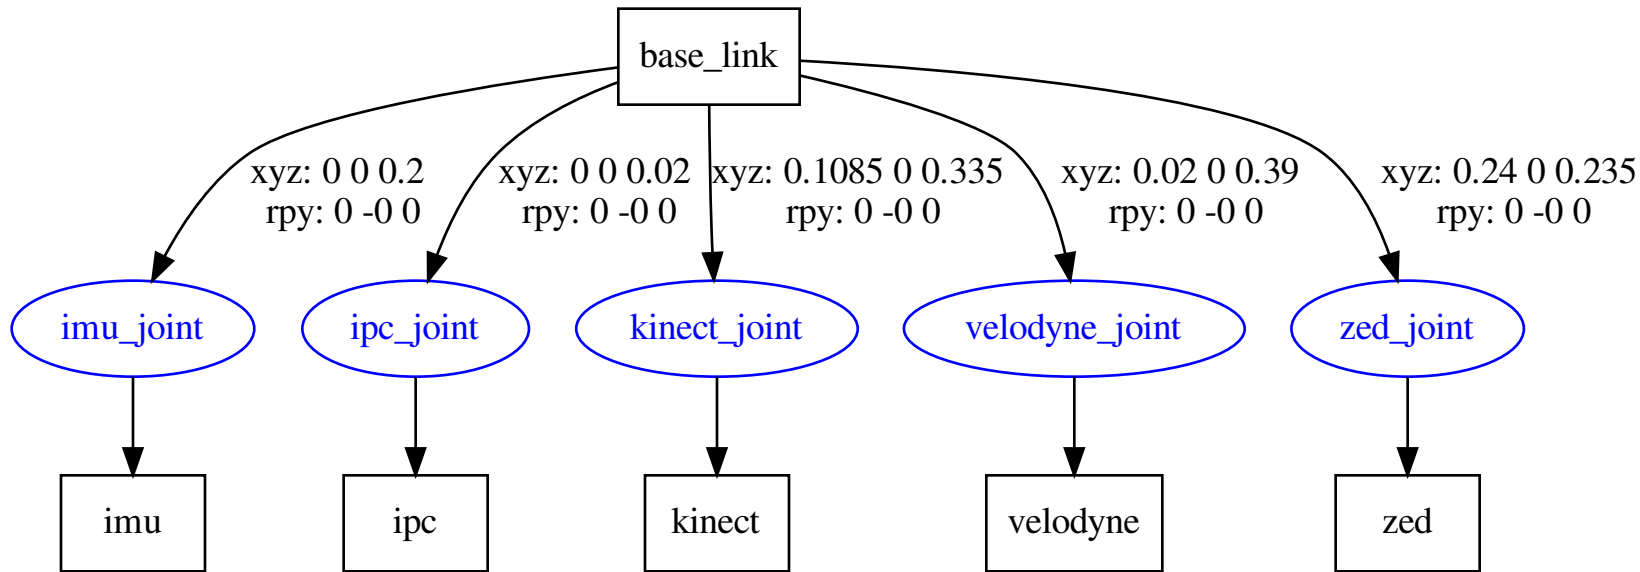 base_link
xyz: 0 0 0.2
rpy: 0 -0 0
xyz: 0 0 0.02
rpy: 0 -0 0
xyz: 0.1085 0 0.335
rpy: 0 -0 0
xyz: 0.02 0 0.39
rpy: 0 -0 0
xyz: 0.24 0 0.235
rpy: 0 -0 0
imu_joint
ipc_joint
kinect_joint
velodyne_joint
zed_joint
imu
ipc
kinect
velodyne
zed